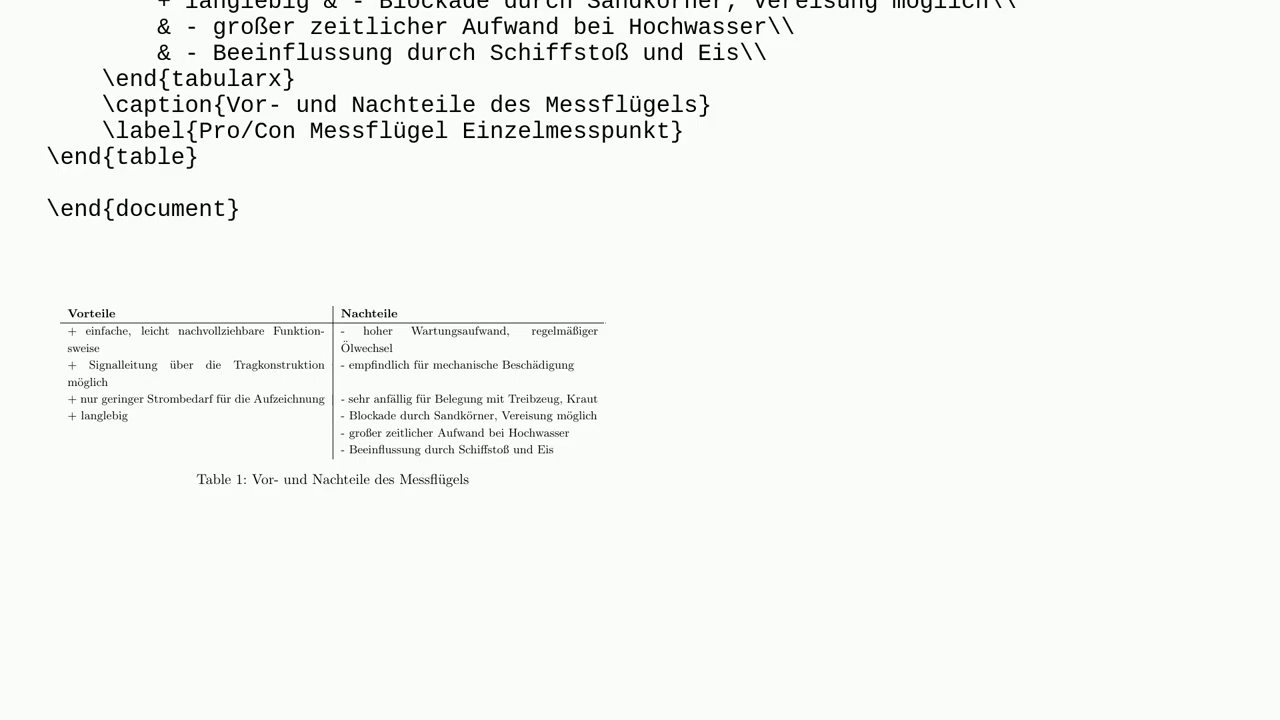 + langlebig & - Blockade durch Sandkörner, Vereisung möglich\\
& - großer zeitlicher Aufwand bei Hochwasser\\
& - Beeinflussung durch Schiffstoß und Eis\\
\end{tabularx}
\caption{Vor- und Nachteile des Messflügels}
\label{Pro/Con Messflügel Einzelmesspunkt}
\end{table}
\end{document}
Vorteile Nachteile
+ einfache, leicht nachvollziehbare Funktion- - hoher Wartungsaufwand, regelmäßiger
sweise Ölwechsel
+ Signalleitung über die Tragkonstruktion - empfindlich für mechanische Beschädigung
möglich
+ nur geringer Strombedarf für die Aufzeichnung - sehr anfällig für Belegung mit Treibzeug, Kraut
+ langlebig - Blockade durch Sandkörner, Vereisung möglich
- großer zeitlicher Aufwand bei Hochwasser
- Beeinflussung durch Schiffstoß und Eis
Table 1: Vor- und Nachteile des Messflügels